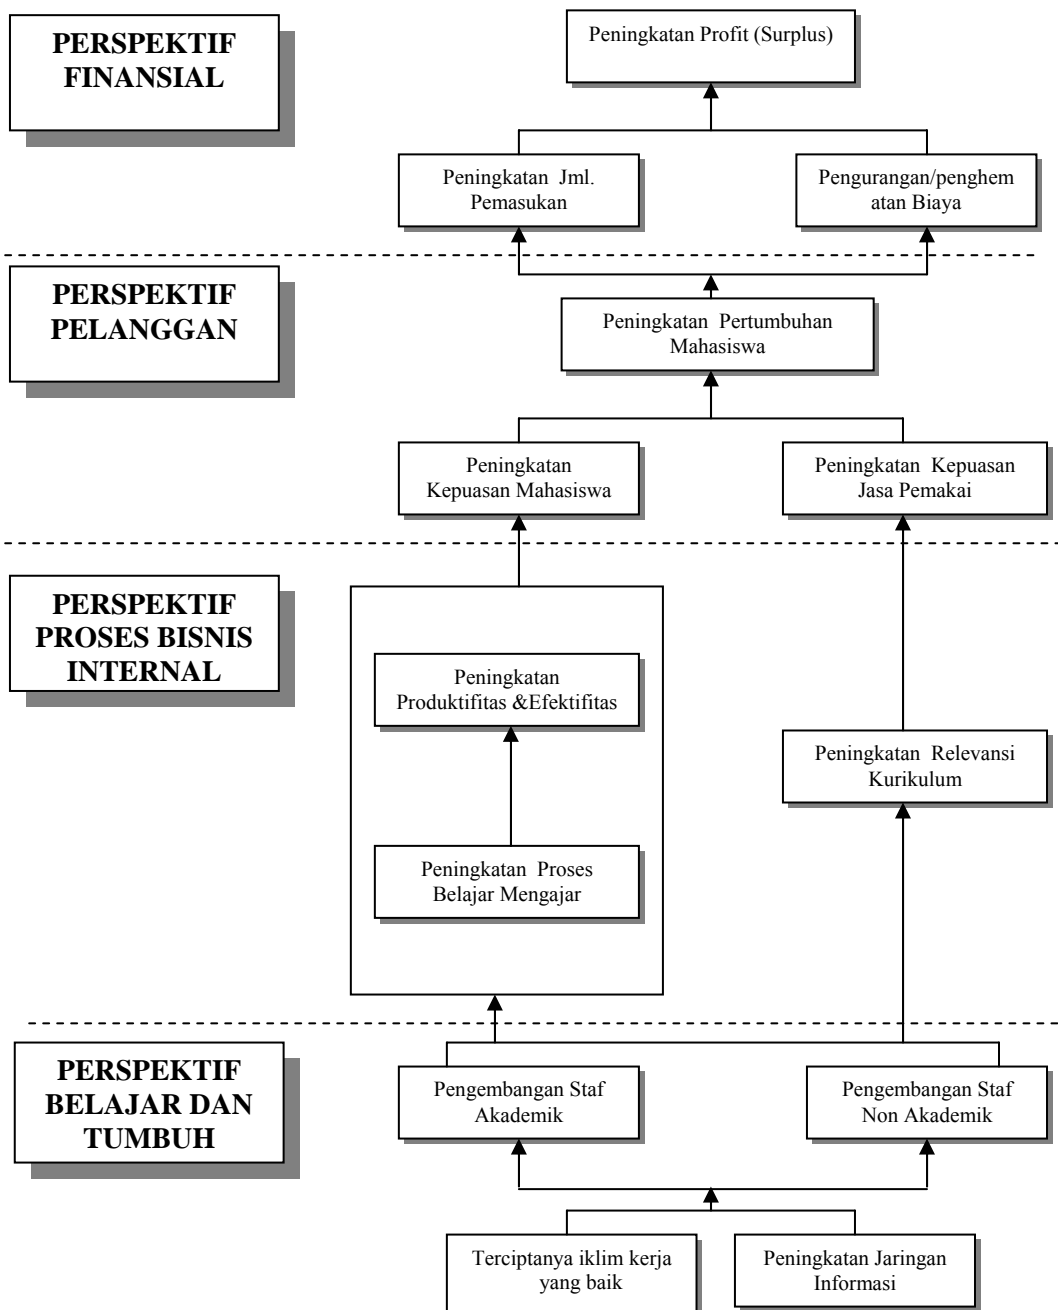 PERSPEKTIF
FINANSIAL
Peningkatan Profit (Surplus)
Peningkatan Jml.
Pemasukan
Pengurangan/penghem
atan Biaya
PERSPEKTIF
PELANGGAN
Peningkatan Pertumbuhan
Mahasiswa
Peningkatan
Kepuasan Mahasiswa
Peningkatan Kepuasan
Jasa Pemakai
PERSPEKTIF
PROSES BISNIS
INTERNAL
Peningkatan
Produktifitas &Efektifitas
Peningkatan Relevansi
Kurikulum
Peningkatan Proses
Belajar Mengajar
PERSPEKTIF
BELAJAR DAN
TUMBUH
Pengembangan Staf
Akademik
Pengembangan Staf
Non Akademik
Terciptanya iklim kerja
yang baik
Peningkatan Jaringan
Informasi